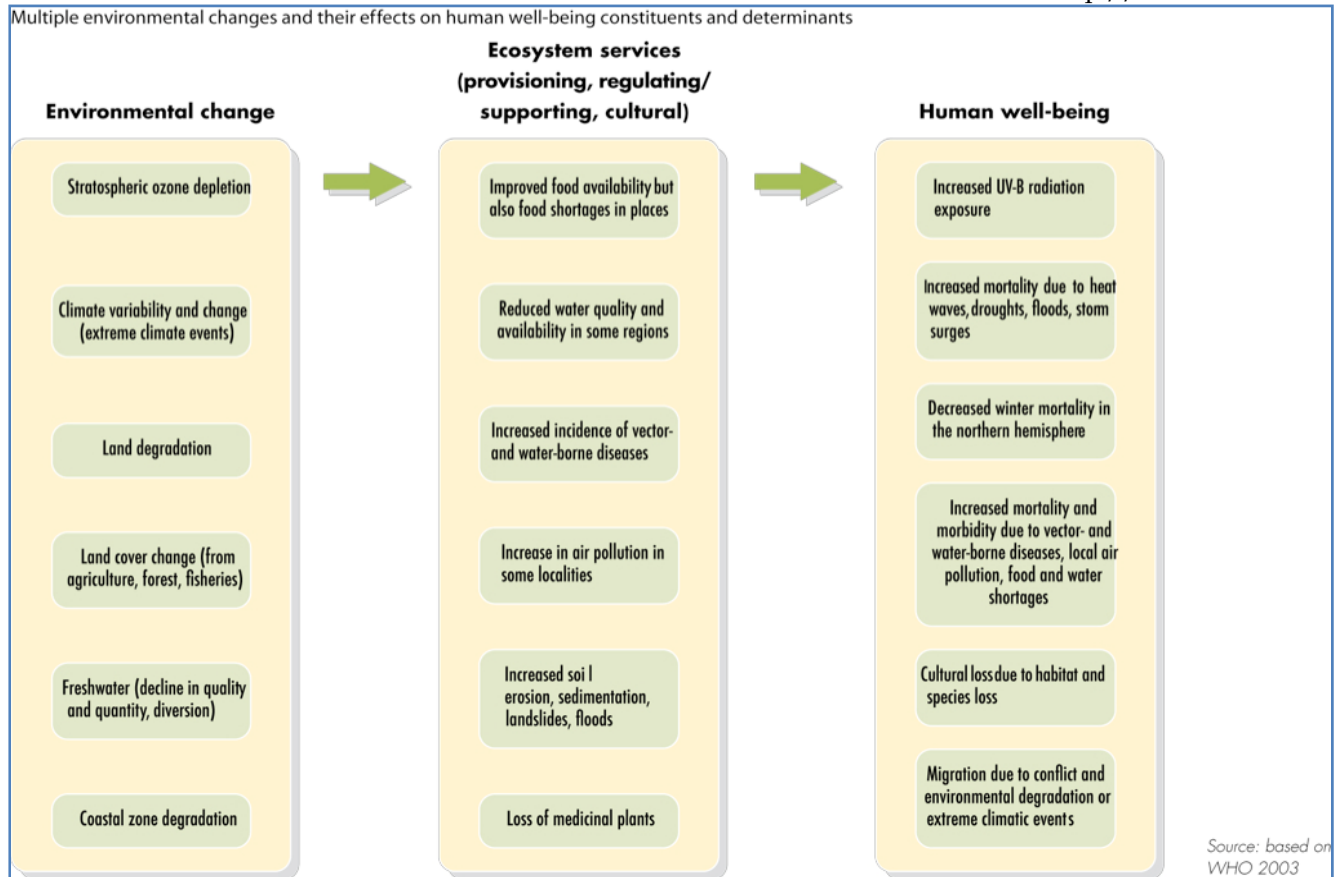 Multiple environmental changes and their effects on human well-being constituents and determinants
Environmental change
Stratospheric ozone depletion
Climate variability and change
(extreme climate events)
Land degradation
Land cover change (from
agriculture, forest, fisheries)
Freshwater (decline in quality
and quantity, diversion)
Coastal zone degradation
Ecosystem services
(provisioning, regulating/
supporting, cultural)
Improved food availability but
also food shortages in places
Reduced water quality and
availability in some regions
Increased incidence of vector-
and water-borne diseases
Increase in air pollution in
some localities
Increased soi l
erosion, sedimentation,
landslides, floods
Loss of medicinal plants
Human well-being
Increased UV-B radiation
exposure
Increased mortality due to heat
waves, droughts, floods, storm
surges
Decreased winter mortality in
the northern hemisphere
Increased mortality and
morbidity due to vector- and
water-borne diseases, local air
pollution, food and water
shortages
Cultural loss due to habitat and
species loss
Migration due to conflict and
environmental degradation or
extreme climatic events
Source: based on
WHO 2003